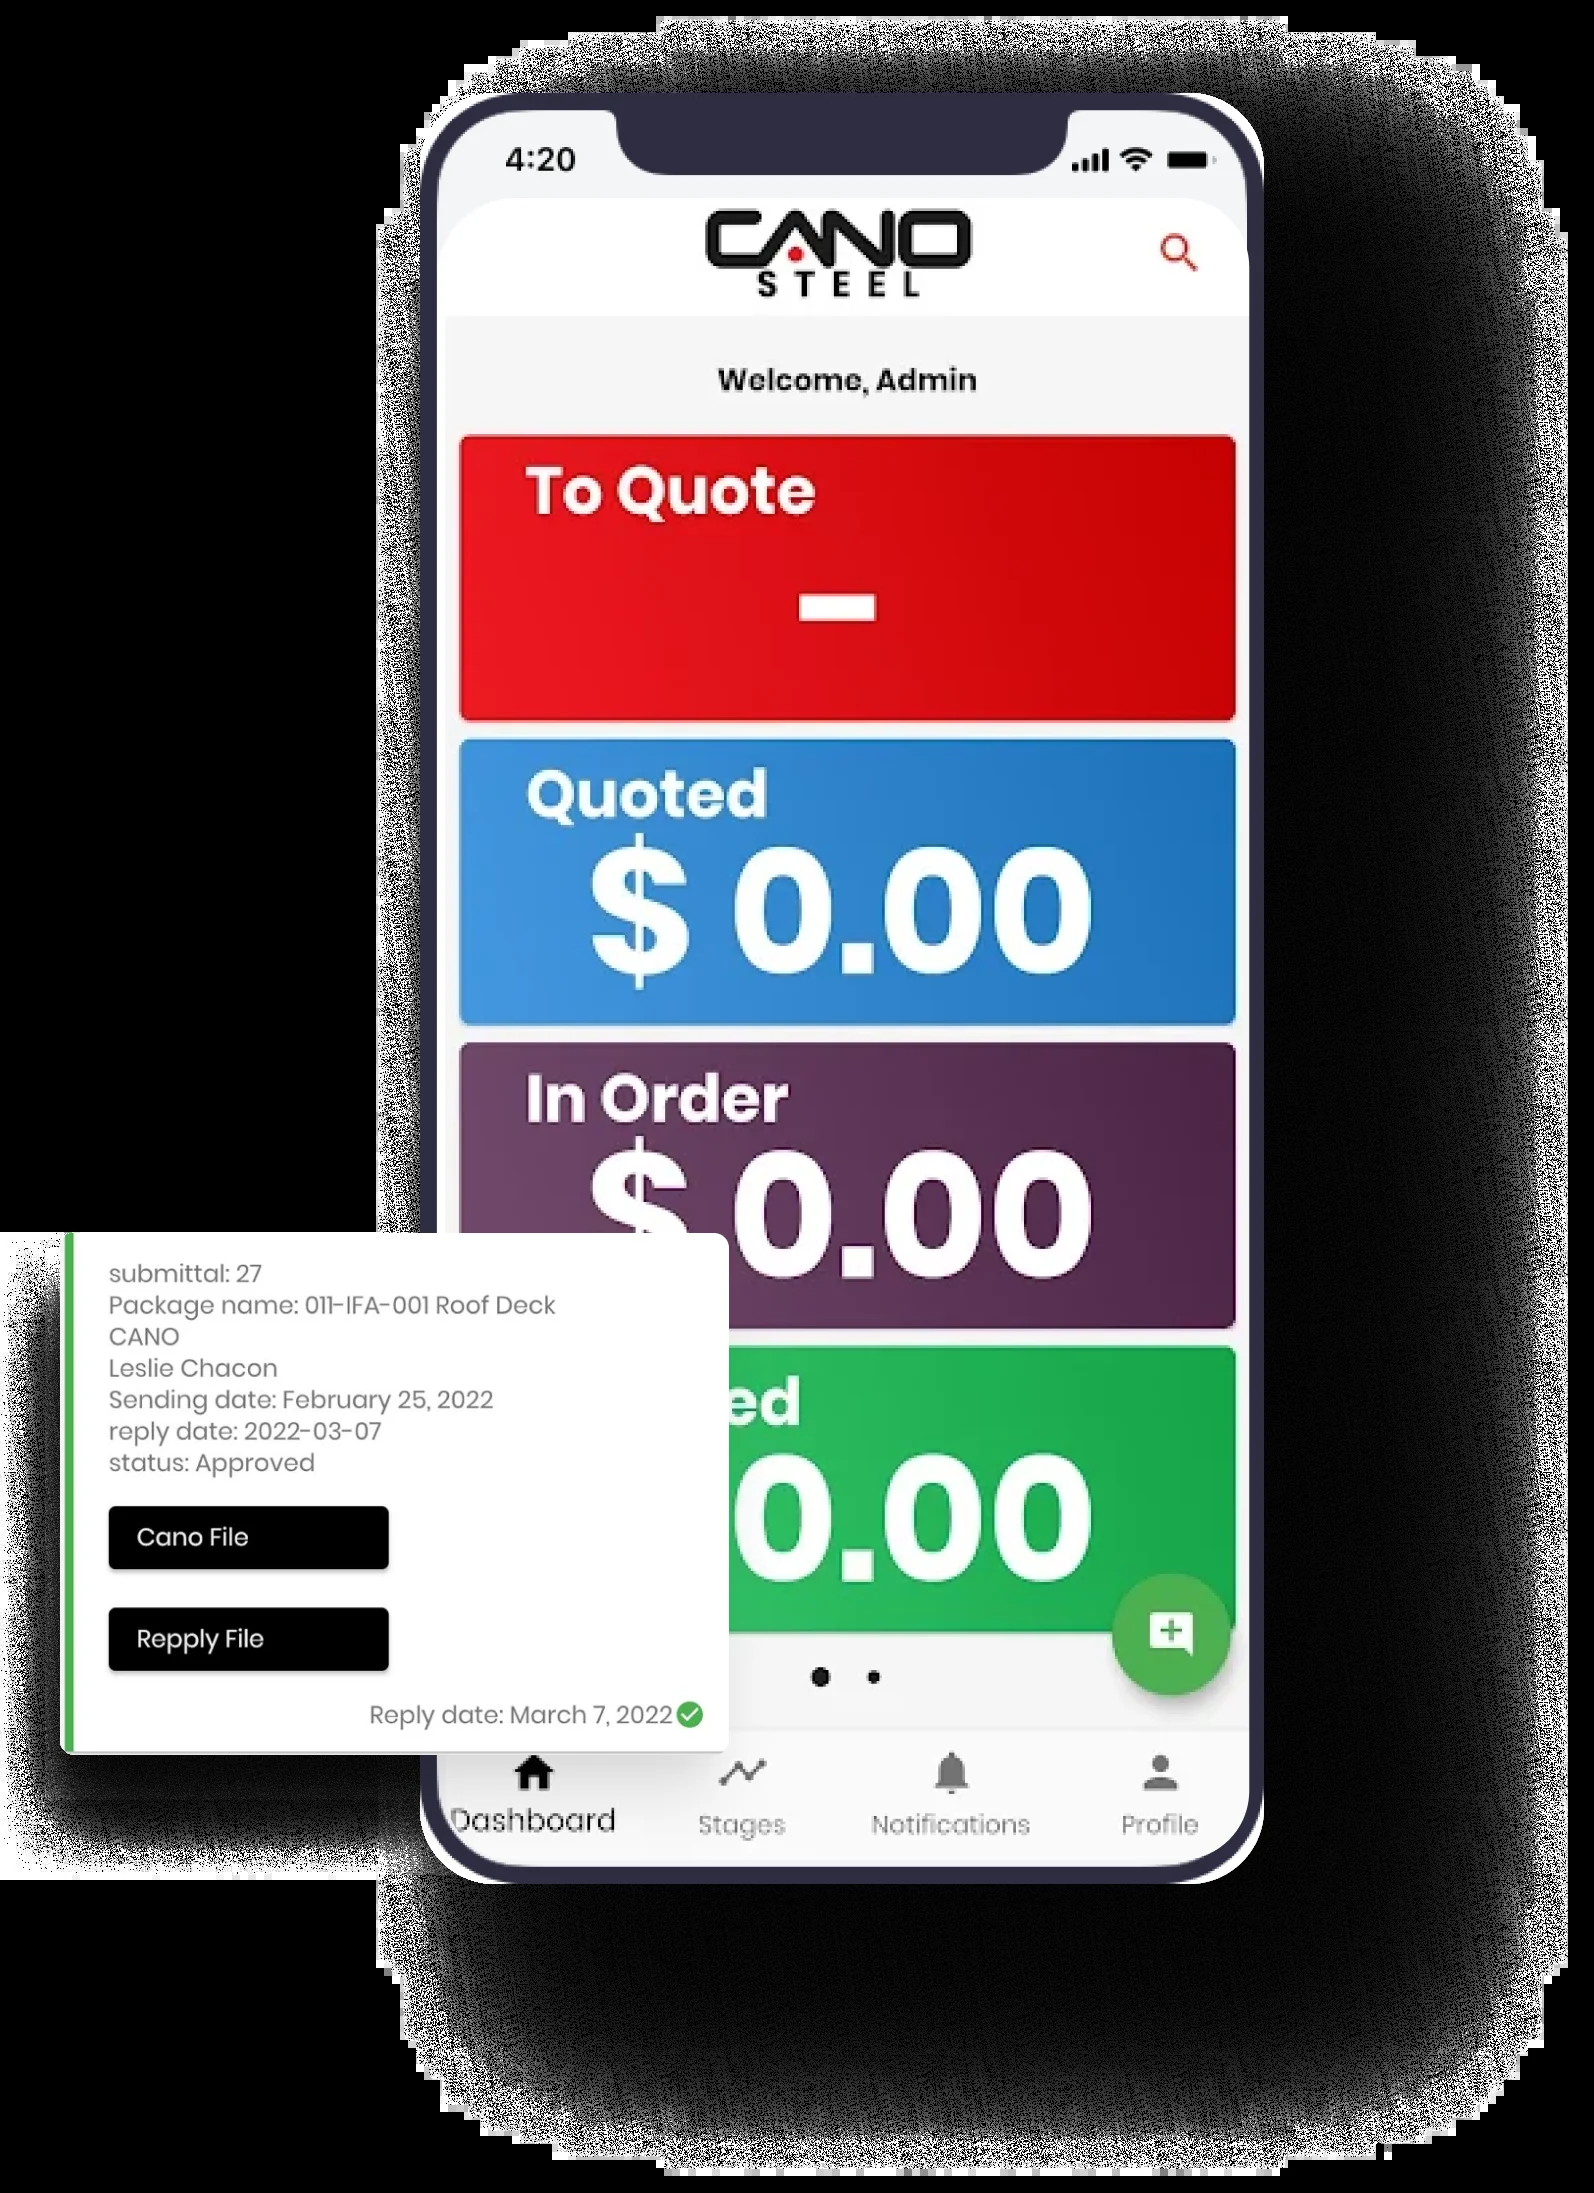 4:20
CANO
STEEL
Welcome, Admin
To Quote
-
Quoted
$ 0.00
In Order
$ 0.00
ed
0.00
submittal: 27
Package name: 011-IFA-001 Roof Deck
CANO
Leslie Chacon
Sending date: February 25, 2022
reply date: 2022-03-07
status: Approved
Cano File
Repply File
Reply date: March 7, 2022
Dashboard
Stages
Notifications
Profile